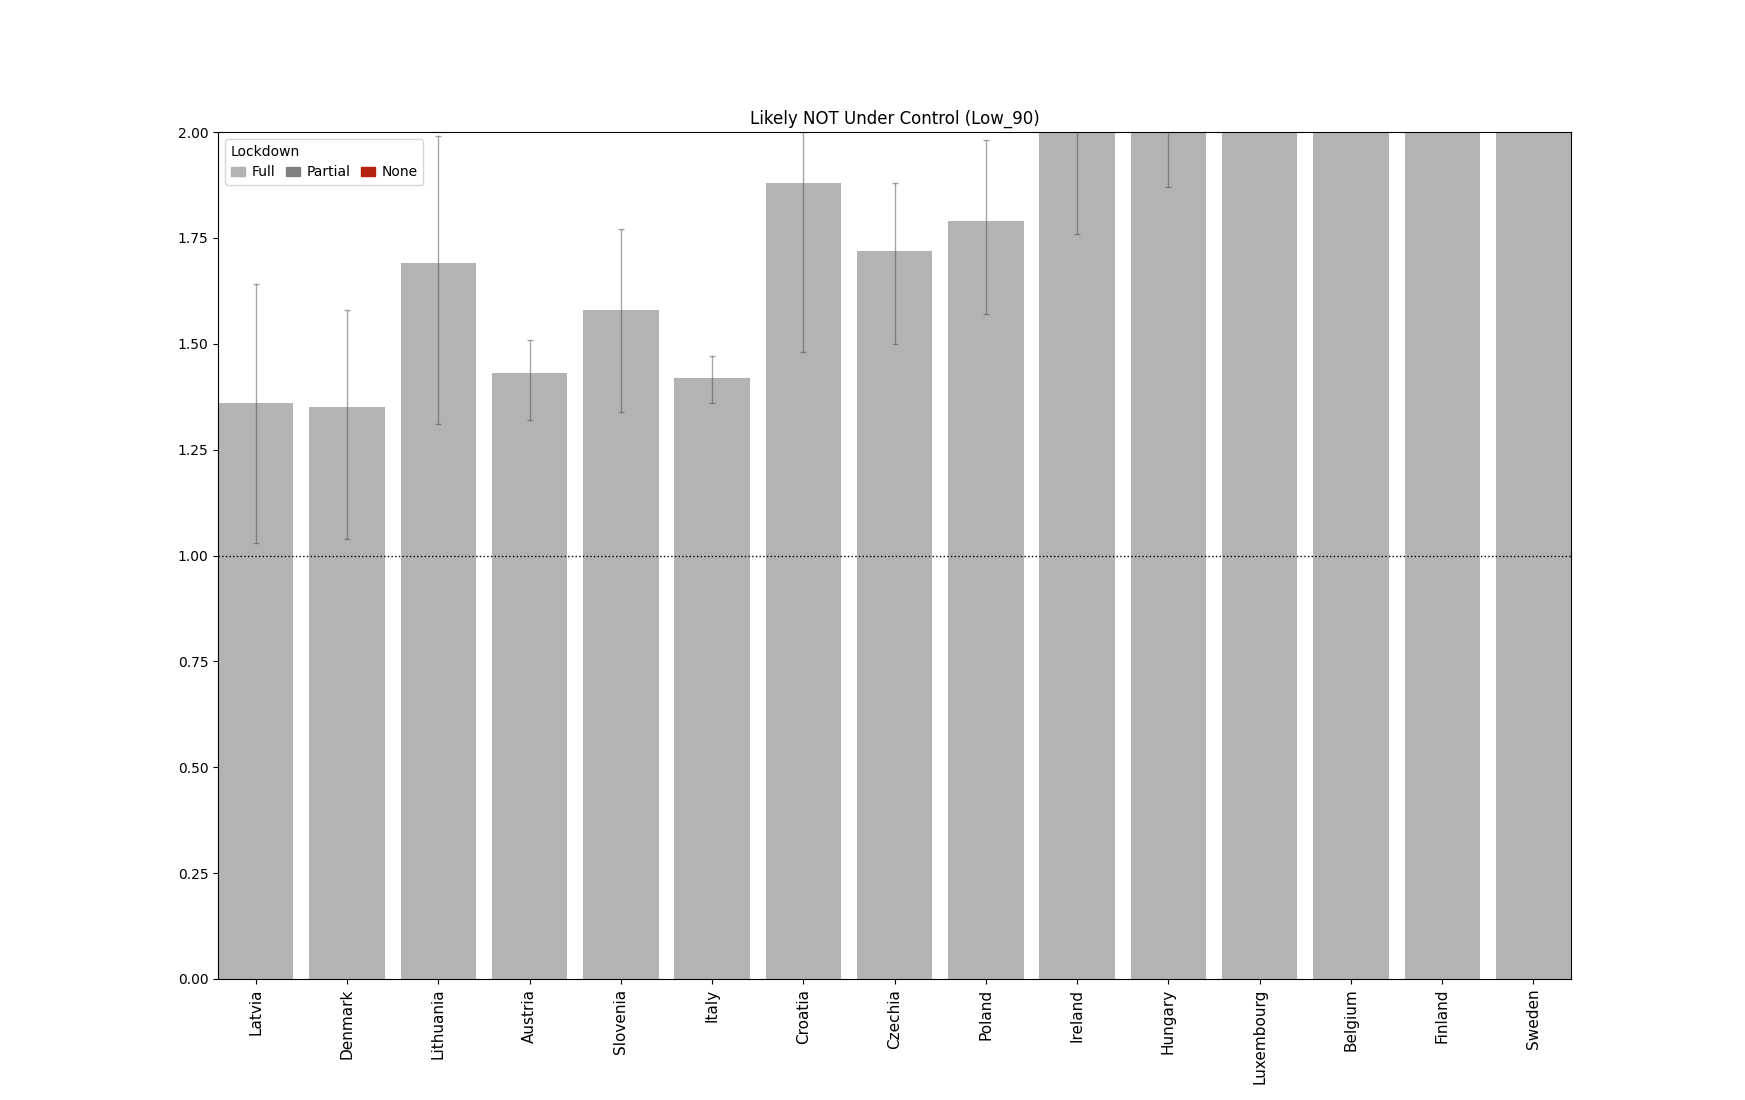 Likely NOT Under Control (Low_90)
Lockdown
Full Partial None
2.00
1.75
1.50
1.25
1.00
0.75
0.50
0.25
0.00
Latvia
Denmark
Lithuania
Austria
Slovenia
Italy
Croatia
Czechia
Poland
Ireland
Hungary
Luxembourg
Belgium
Finland
Sweden